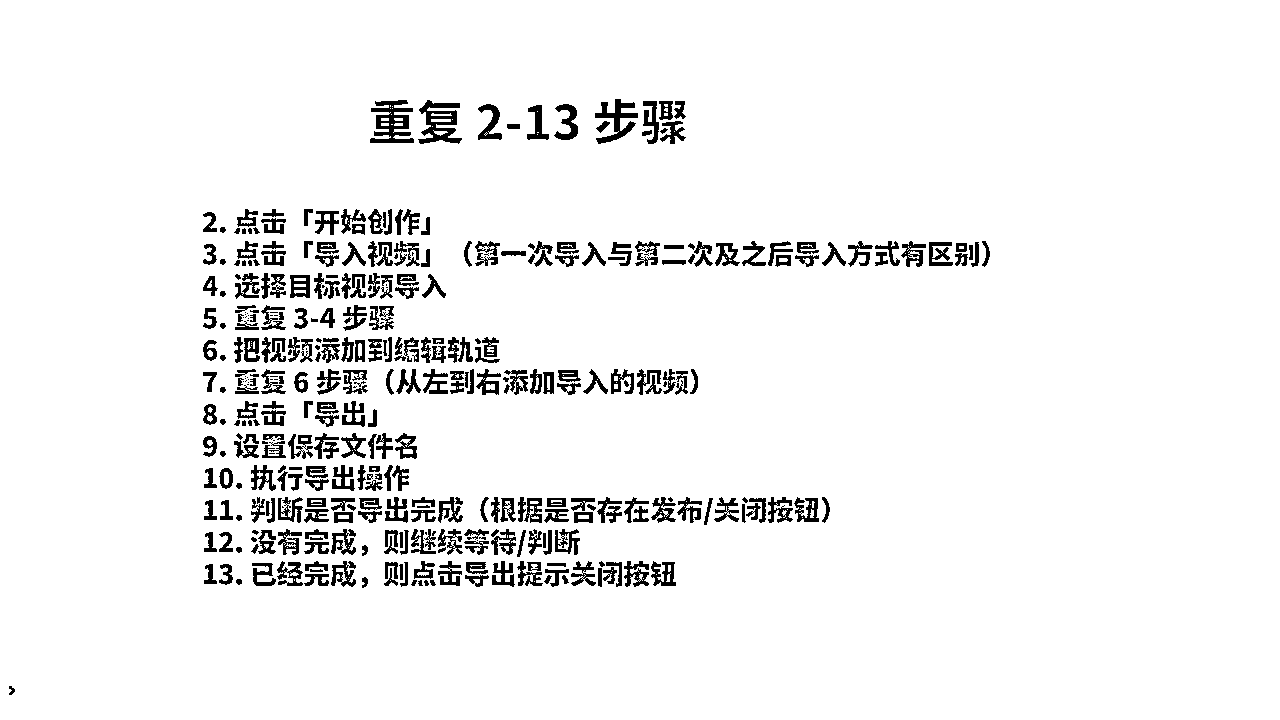 重复 2-13 步骤
2. 点击「开始创作」
3. 点击「导入视频」（第一次导入与第二次及之后导入方式有区别）
4. 选择目标视频导入
5. 重复 3-4 步骤
6. 把视频添加到编辑轨道
7. 重复 6 步骤（从左到右添加导入的视频）
8. 点击「导出」
9. 设置保存文件名
10. 执行导出操作
11. 判断是否导出完成（根据是否存在发布/关闭按钮）
12. 没有完成，则继续等待/判断
13. 已经完成，则点击导出提示关闭按钮